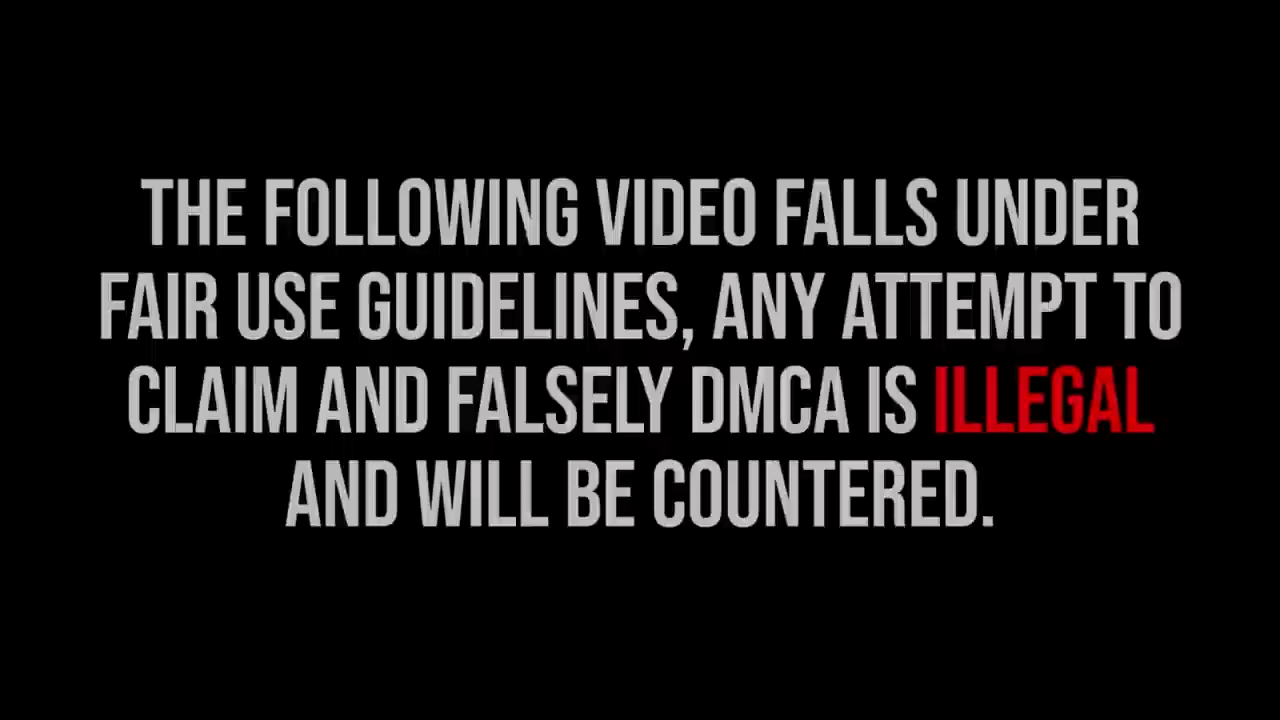 THE FOLLOWING VIDEO FALLS UNDER
FAIR USE GUIDELINES, ANY ATTEMPT TO
CLAIM AND FALSELY DMCA IS ILLEGAL
AND WILL BE COUNTERED.